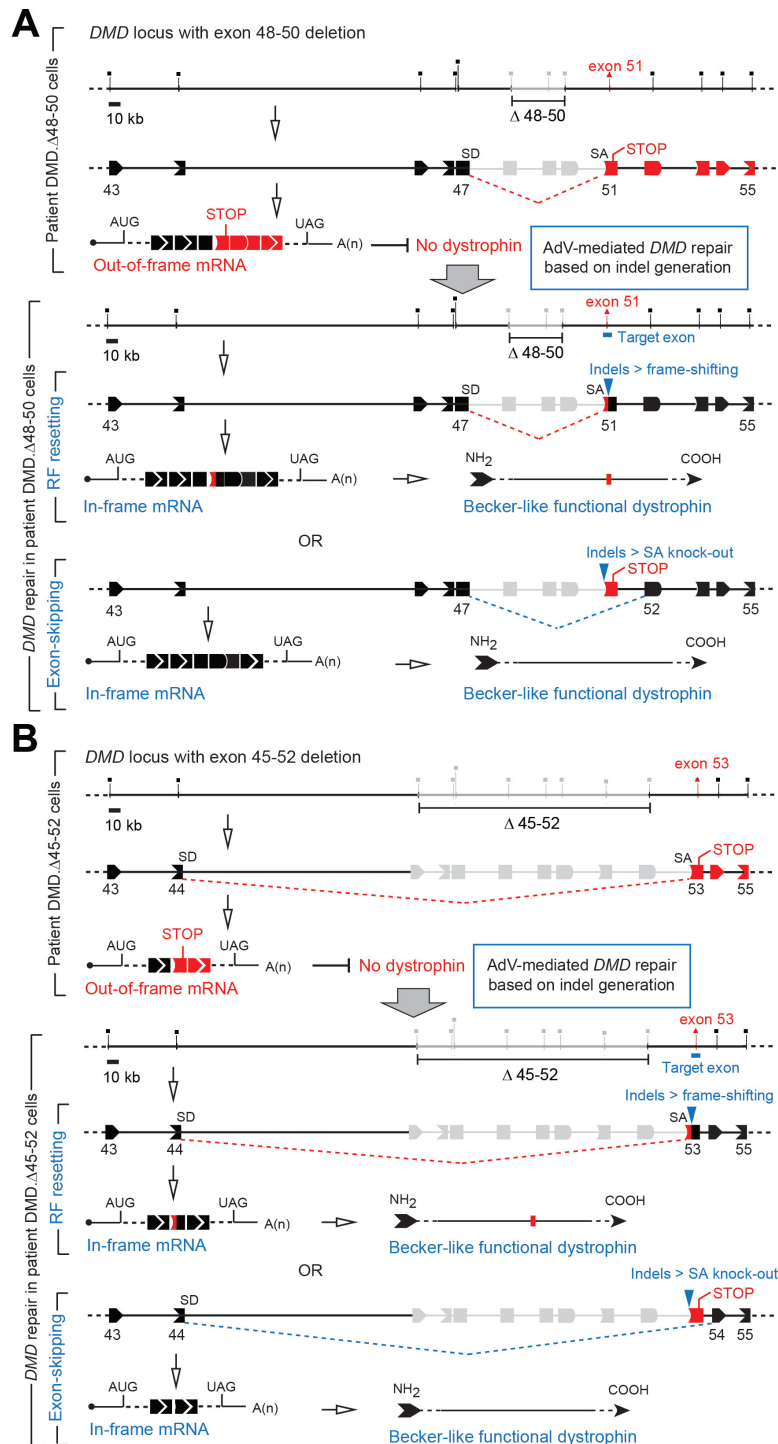 A
DMD locus with exon 48-50 deletion
Patient DMD.Δ48-50 cells
exon 51
10 kb
Δ 48-50
SD
SA
STOP
43
47
51
55
AUG
STOP
UAG
A(n)
No dystrophin
Out-of-frame mRNA
AdV-mediated DMD repair
based on indel generation
DMD repair in patient DMD.Δ48-50 cells
exon 51
10 kb
Δ 48-50
Target exon
RF resetting
Indels > frame-shifting
SD
SA
43
47
51
55
AUG
UAG
A(n)
NH2
COOH
In-frame mRNA
Becker-like functional dystrophin
OR
Exon-skipping
Indels > SA knock-out
STOP
43
47
52
55
AUG
UAG
A(n)
NH2
COOH
In-frame mRNA
Becker-like functional dystrophin
B
DMD locus with exon 45-52 deletion
Patient DMD.Δ45-52 cells
exon 53
10 kb
Δ 45-52
SD
SA
STOP
43
44
53
55
AUG
STOP
UAG
A(n)
No dystrophin
Out-of-frame mRNA
AdV-mediated DMD repair
based on indel generation
DMD repair in patient DMD.Δ45-52 cells
exon 53
10 kb
Δ 45-52
Target exon
RF resetting
Indels > frame-shifting
SD
SA
43
44
53
55
AUG
UAG
A(n)
NH2
COOH
In-frame mRNA
Becker-like functional dystrophin
OR
Exon-skipping
Indels > SA knock-out
SD
STOP
43
44
54
55
AUG
UAG
A(n)
NH2
COOH
In-frame mRNA
Becker-like functional dystrophin